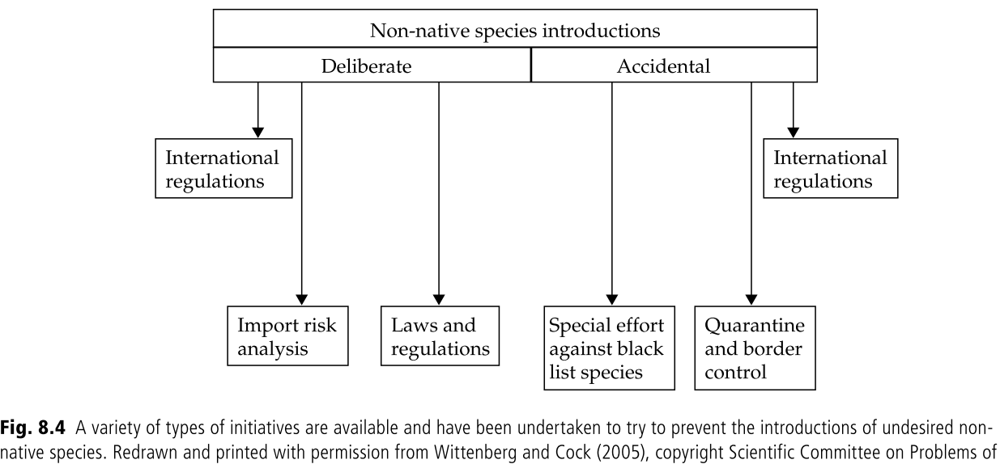 Non-native species introductions
Deliberate
Accidental
International
regulations
International
regulations
Import risk
analysis
Laws and
regulations
Special effort
against black
list species
Quarantine
and border
control
Fig. 8.4 A variety of types of initiatives are available and have been undertaken to try to prevent the introductions of undesired non-
native species. Redrawn and printed with permission from Wittenberg and Cock (2005), copyright Scientific Committee on Problems of